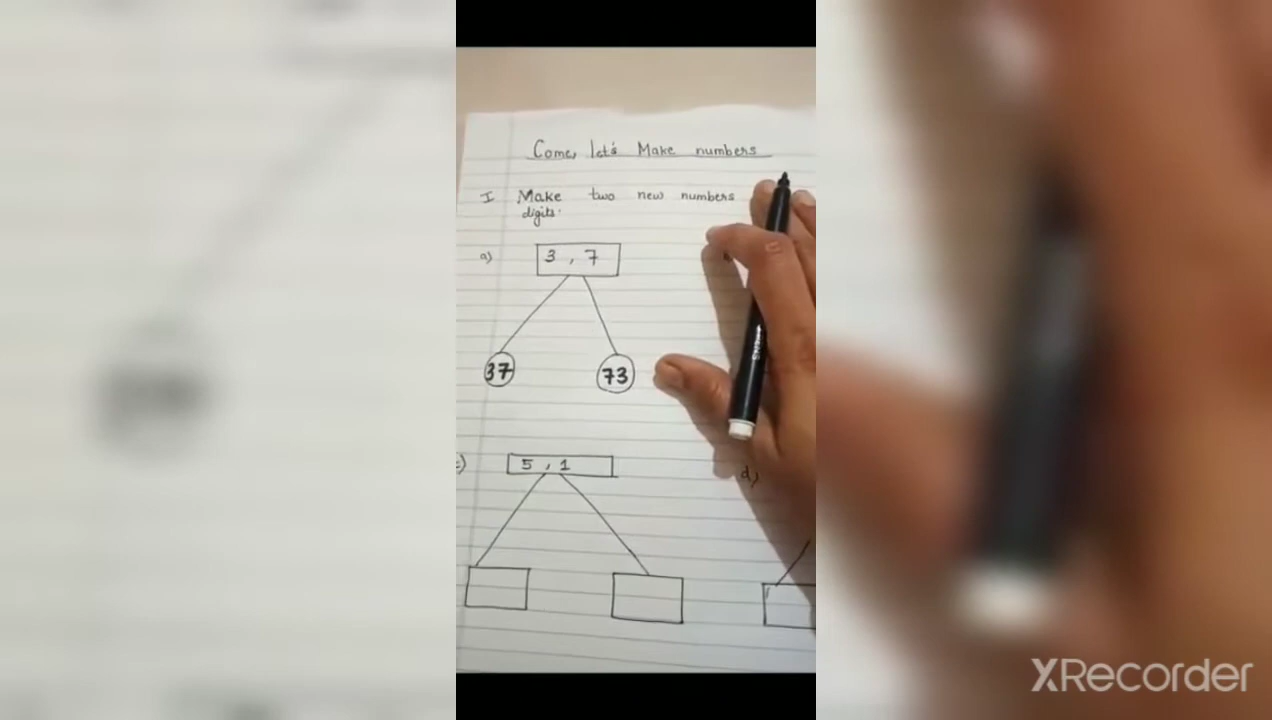 Come, let's Make numbers
I Make two new numbers
digits.
a) 3 , 7
37 73
c) 5 , 1
d)
XRecorder